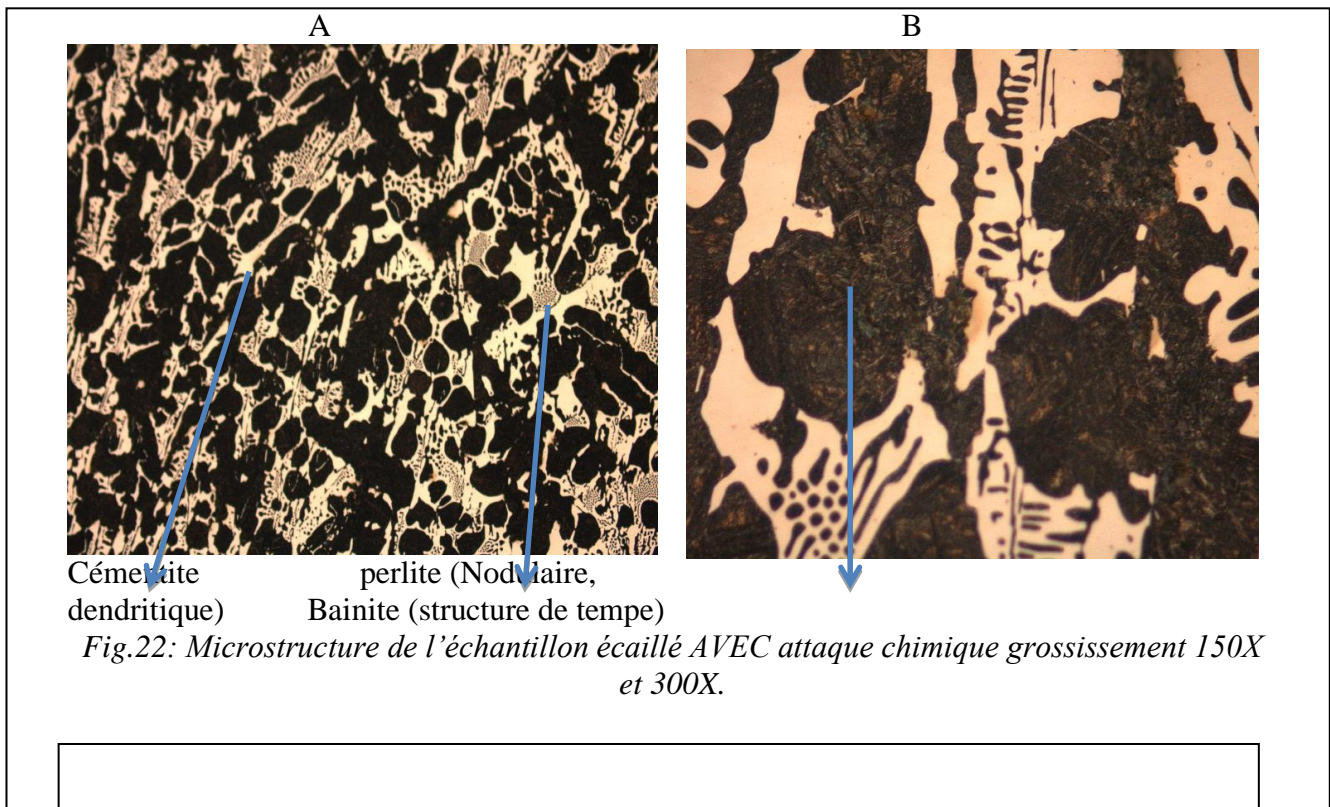 A B
Cémentite perlite (Nodulaire,
dendritique) Bainite (structure de tempe)
Fig.22: Microstructure de l’échantillon écaillé AVEC attaque chimique grossissement 150X
et 300X.